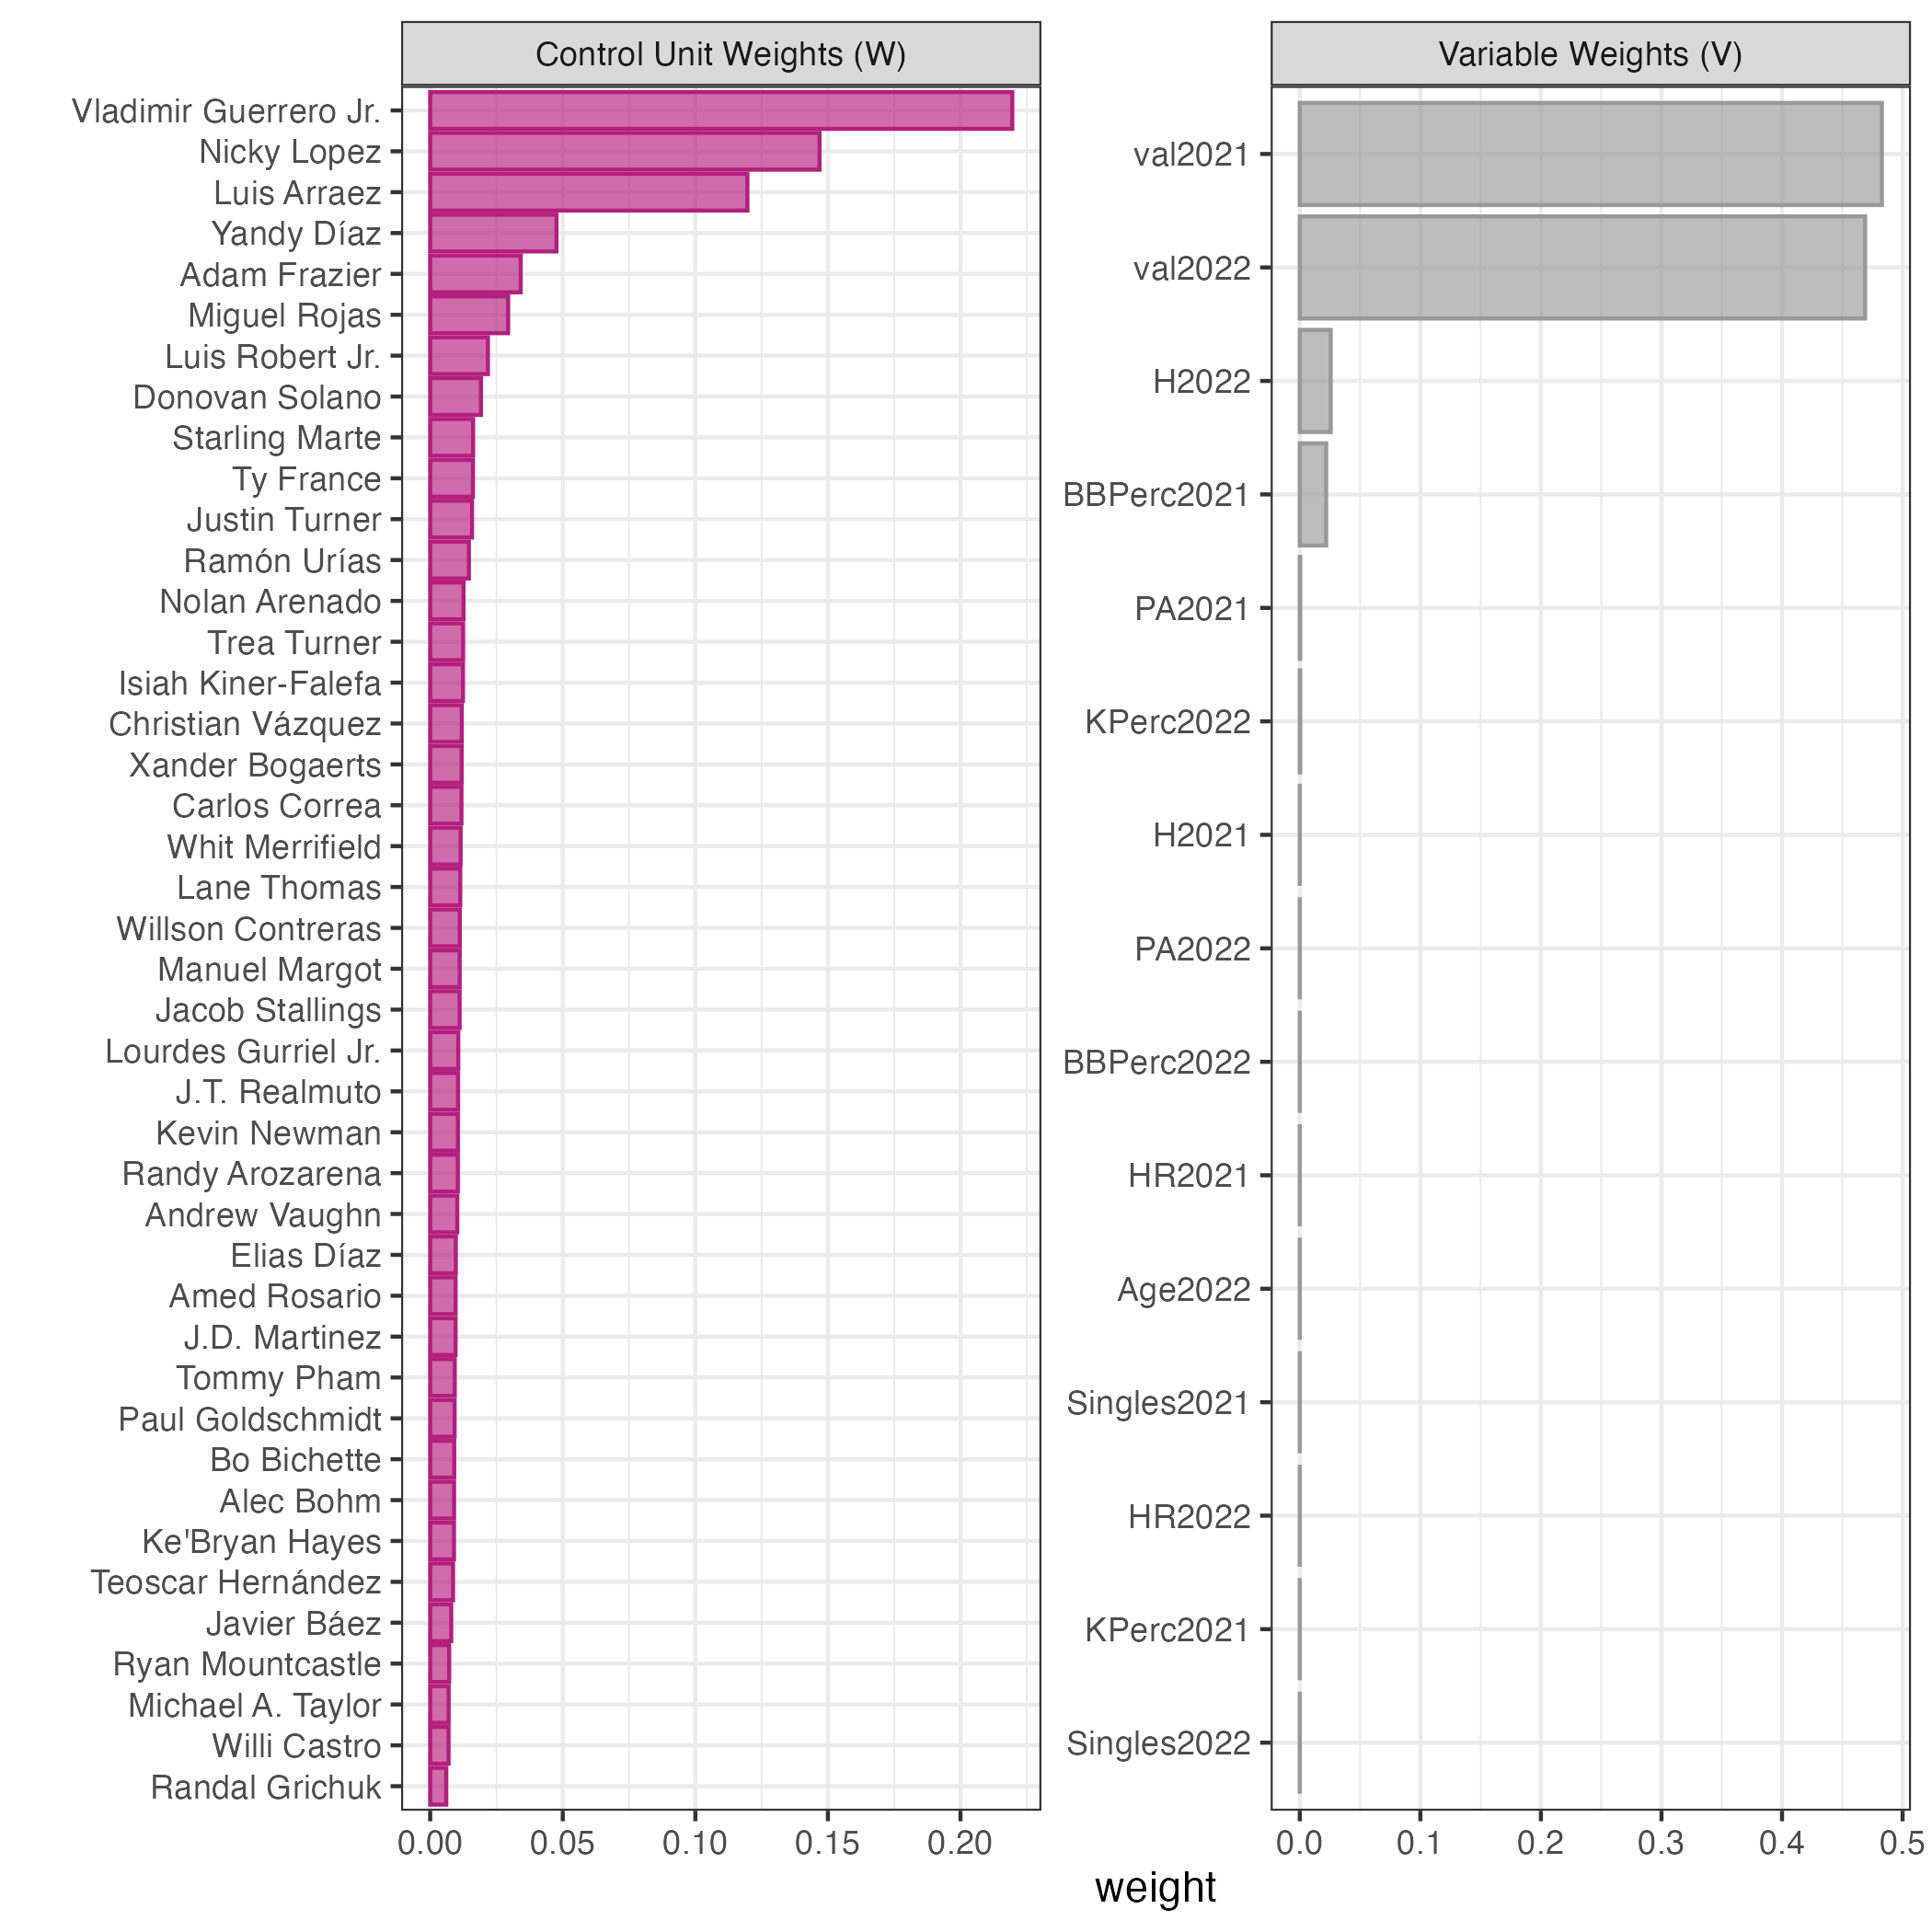 Control Unit Weights (W)
Vladimir Guerrero Jr.
Nicky Lopez
Luis Arraez
Yandy Díaz
Adam Frazier
Miguel Rojas
Luis Robert Jr.
Donovan Solano
Starling Marte
Ty France
Justin Turner
Ramón Urías
Nolan Arenado
Trea Turner
Isiah Kiner-Falefa
Christian Vázquez
Xander Bogaerts
Carlos Correa
Whit Merrifield
Lane Thomas
Willson Contreras
Manuel Margot
Jacob Stallings
Lourdes Gurriel Jr.
J.T. Realmuto
Kevin Newman
Randy Arozarena
Andrew Vaughn
Elias Díaz
Amed Rosario
J.D. Martinez
Tommy Pham
Paul Goldschmidt
Bo Bichette
Alec Bohm
Ke'Bryan Hayes
Teoscar Hernández
Javier Báez
Ryan Mountcastle
Michael A. Taylor
Willi Castro
Randal Grichuk
0.00 0.05 0.10 0.15 0.20
Variable Weights (V)
val2021
val2022
H2022
BBPerc2021
PA2021
KPerc2022
H2021
PA2022
BBPerc2022
HR2021
Age2022
Singles2021
HR2022
KPerc2021
Singles2022
0.0 0.1 0.2 0.3 0.4 0.5
weight